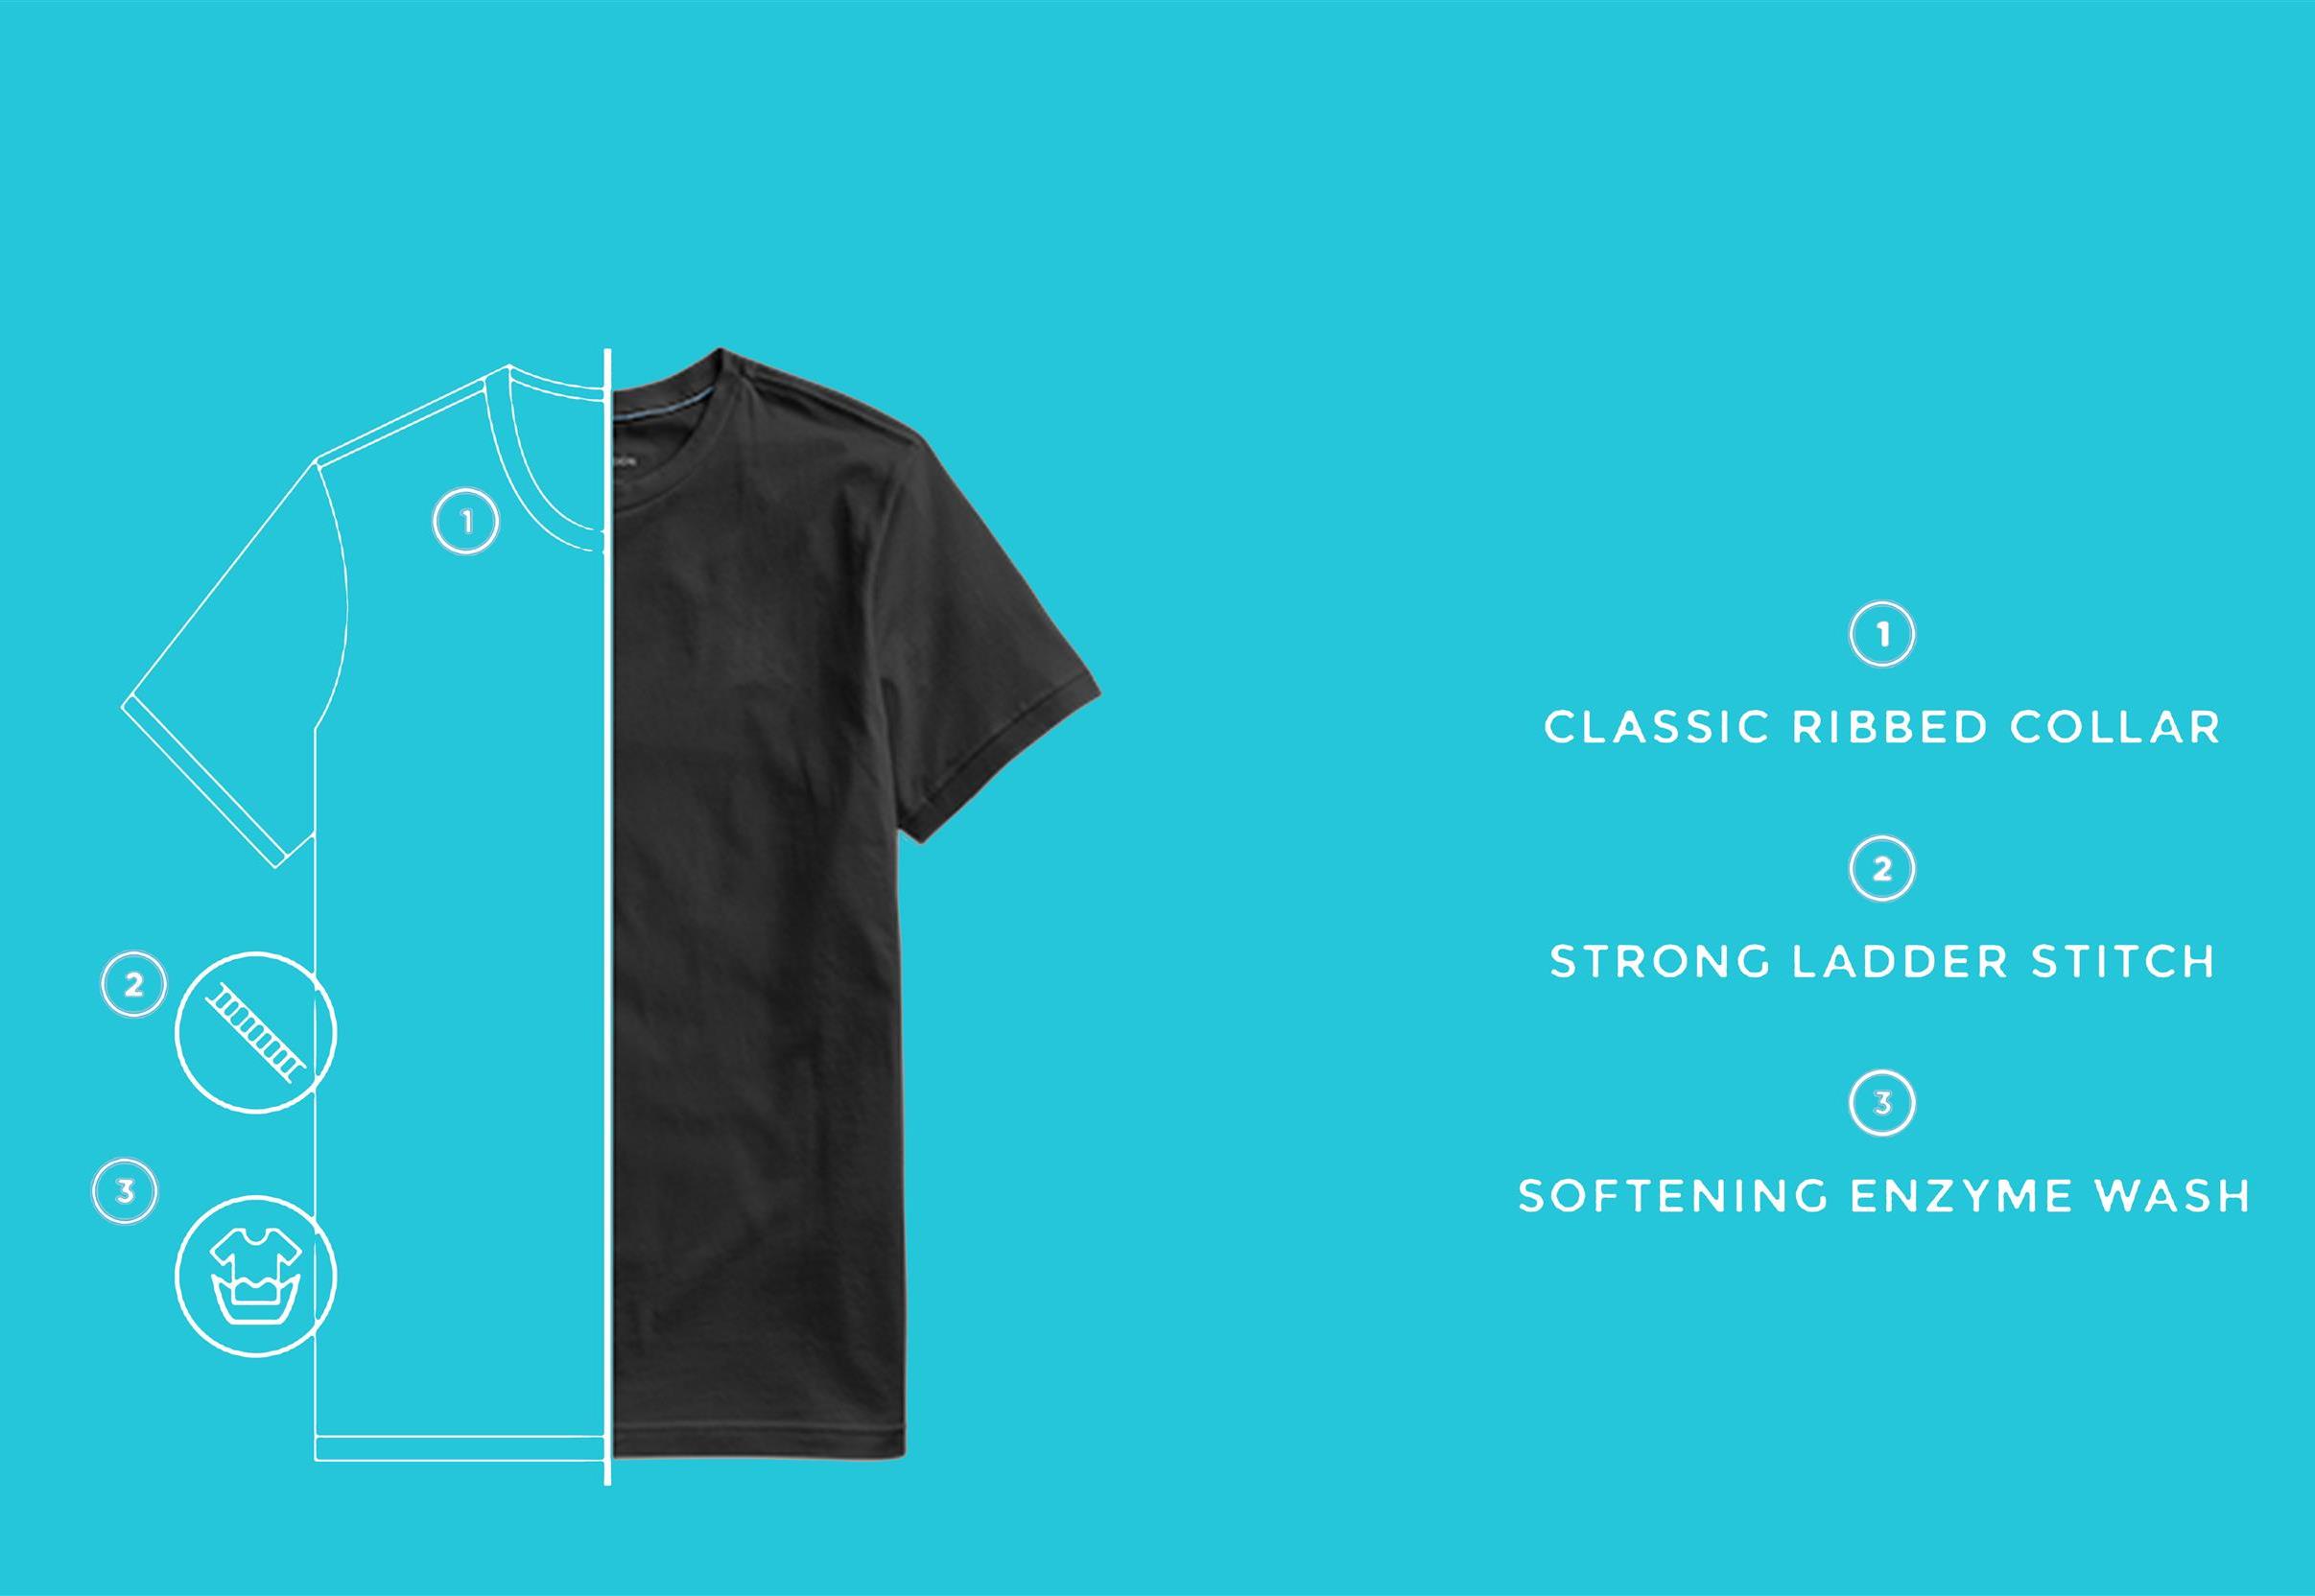 1
2
3
1
CLASSIC RIBBED COLLAR
2
STRONG LADDER STITCH
3
SOFTENING ENZYME WASH